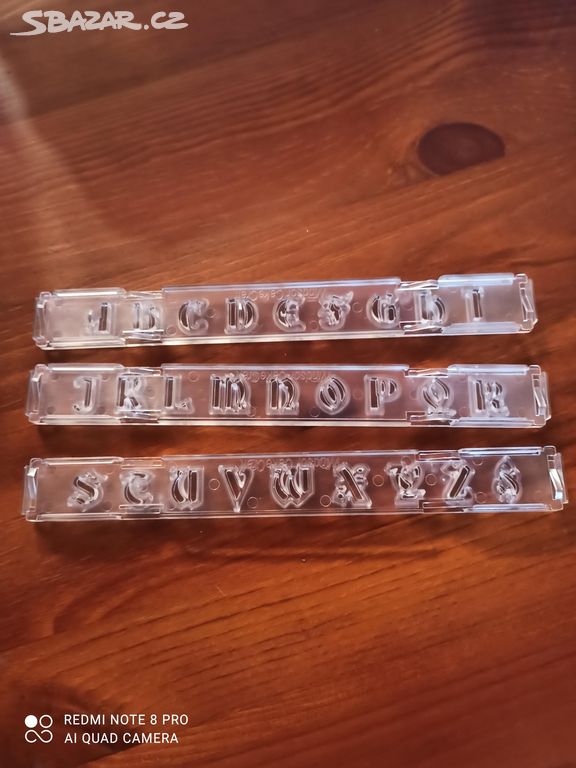 SBAZAR.CZ
A B C D E F G H I
J K L M N O P Q R
S T U V W X Y Z &
REDMI NOTE 8 PRO
AI QUAD CAMERA